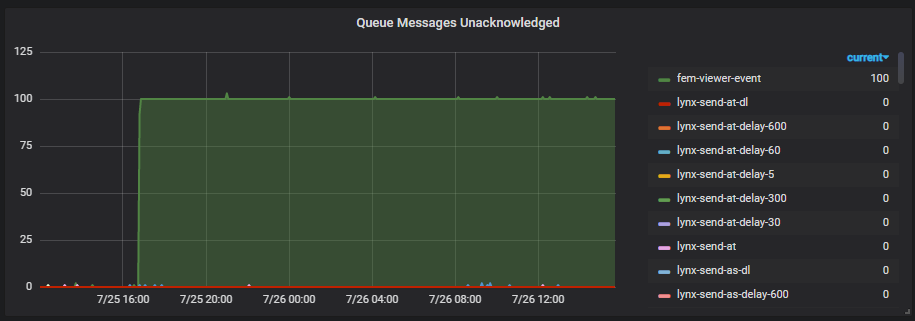 Queue Messages Unacknowledged
125
100
75
50
25
0
7/25 16:00 7/25 20:00 7/26 00:00 7/26 04:00 7/26 08:00 7/26 12:00
current
fem-viewer-event 100
lynx-send-at-dl 0
lynx-send-at-delay-600 0
lynx-send-at-delay-60 0
lynx-send-at-delay-5 0
lynx-send-at-delay-300 0
lynx-send-at-delay-30 0
lynx-send-at 0
lynx-send-as-dl 0
lynx-send-as-delay-600 0